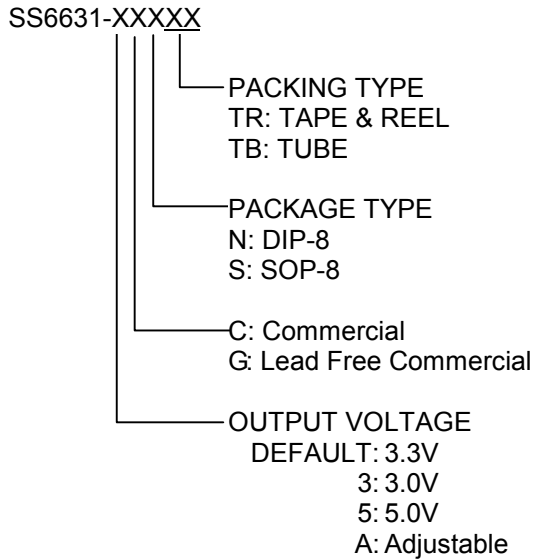 SS6631-XXXXX
PACKING TYPE
TR: TAPE & REEL
TB: TUBE
PACKAGE TYPE
N: DIP-8
S: SOP-8
C: Commercial
G: Lead Free Commercial
OUTPUT VOLTAGE
DEFAULT: 3.3V
3: 3.0V
5: 5.0V
A: Adjustable